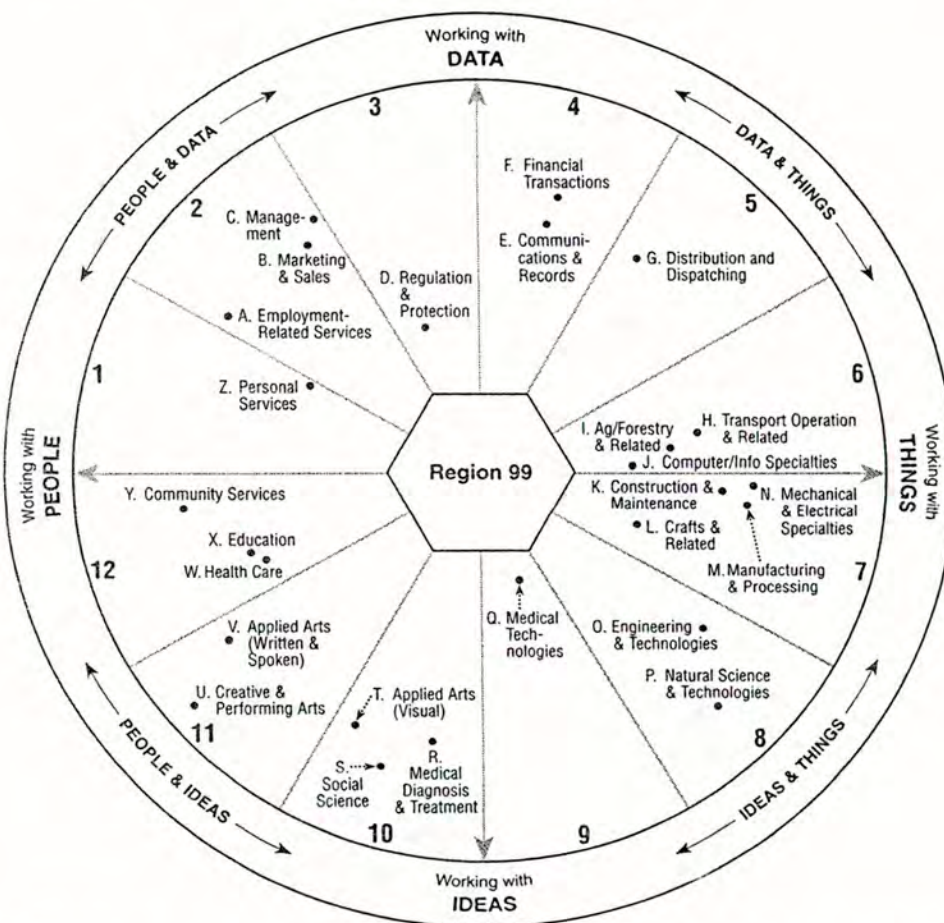 Working with
DATA
PEOPLE & DATA
DATA & THINGS
3
4
2
5
1
6
F. Financial
Transactions
C. Manage-
ment
B. Marketing
& Sales
E. Communi-
cations &
Records
G. Distribution and
Dispatching
D. Regulation
&
Protection
A. Employment-
Related Services
Z. Personal
Services
I. Ag/Forestry
& Related
H. Transport Operation
& Related
J. Computer/Info Specialties
Region 99
Working with
PEOPLE
Working with
THINGS
Y. Community Services
K. Construction &
Maintenance
N. Mechanical
& Electrical
Specialties
L. Crafts &
Related
X. Education
W. Health Care
M. Manufacturing
& Processing
12
7
Q. Medical
Tech-
nologies
O. Engineering
& Technologies
V. Applied Arts
(Written &
Spoken)
P. Natural Science
& Technologies
U. Creative &
Performing Arts
T. Applied Arts
(Visual)
S.
Social
Science
R.
Medical
Diagnosis
& Treatment
11
8
10
9
PEOPLE & IDEAS
IDEAS & THINGS
Working with
IDEAS